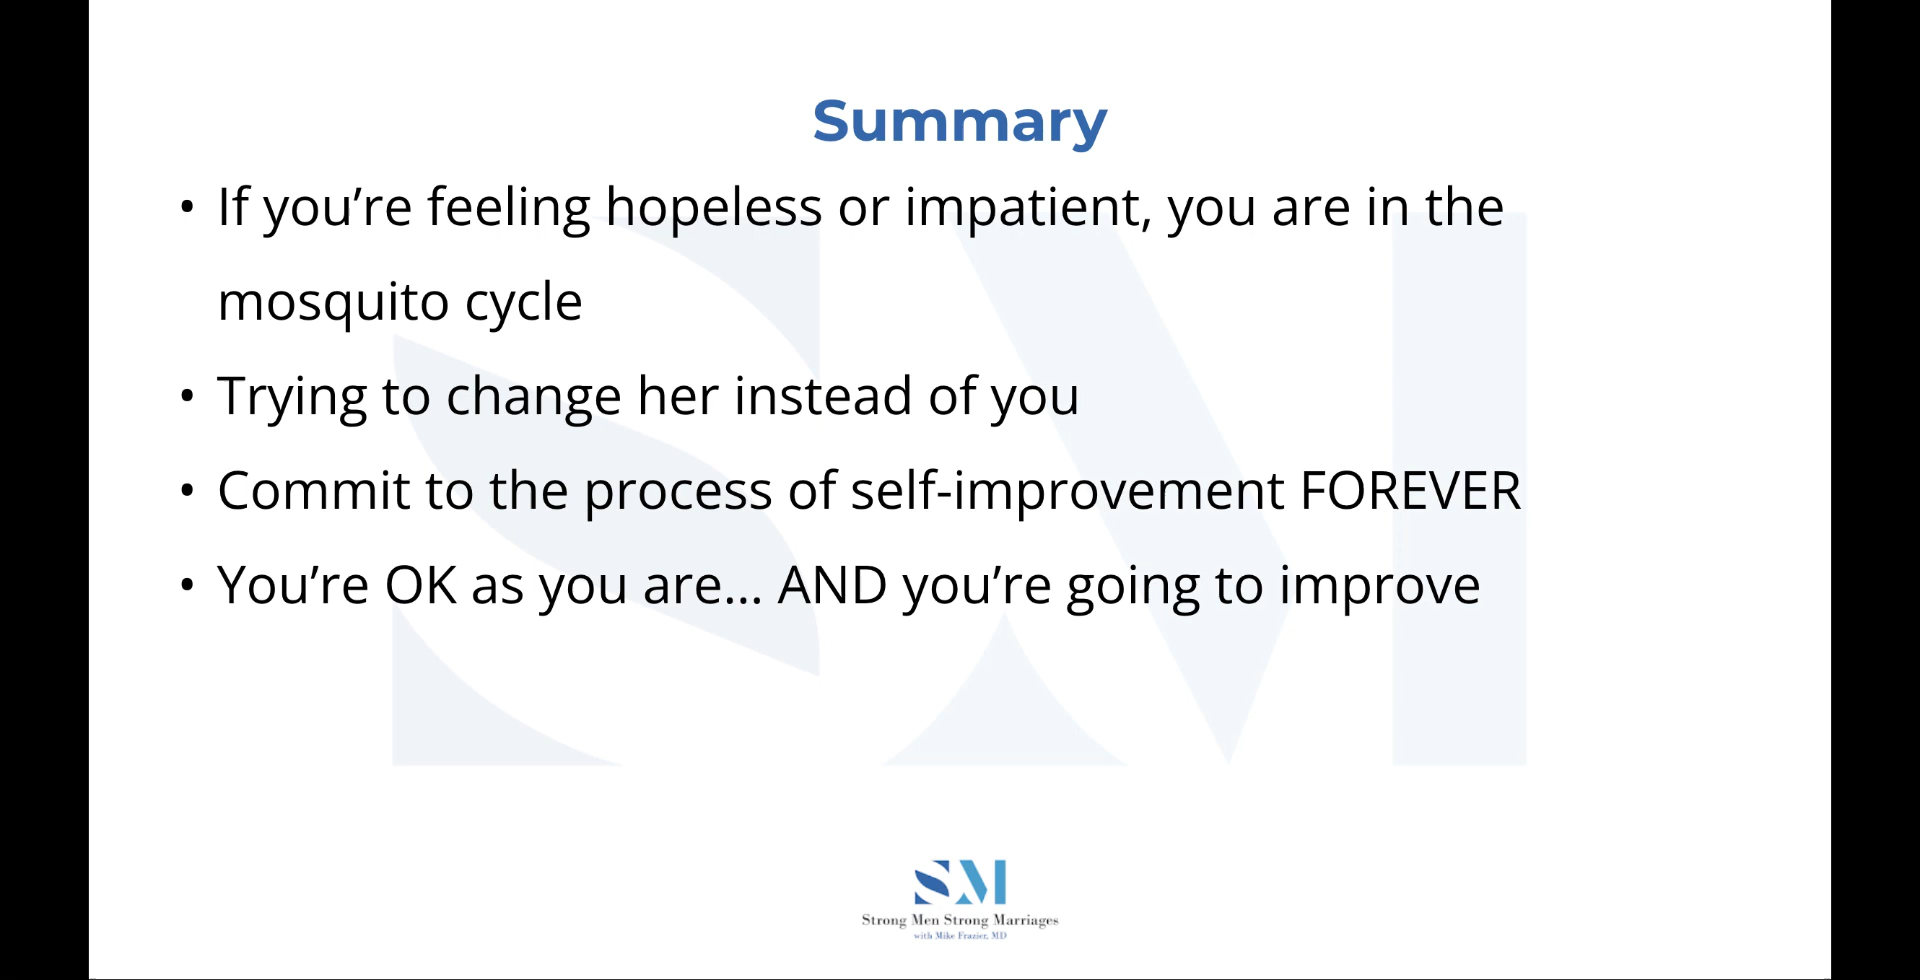 Summary
• If you’re feeling hopeless or impatient, you are in the
mosquito cycle
• Trying to change her instead of you
• Commit to the process of self-improvement FOREVER
• You’re OK as you are... AND you’re going to improve
SM
Strong Men Strong Marriages
with Mike Frazier, MD